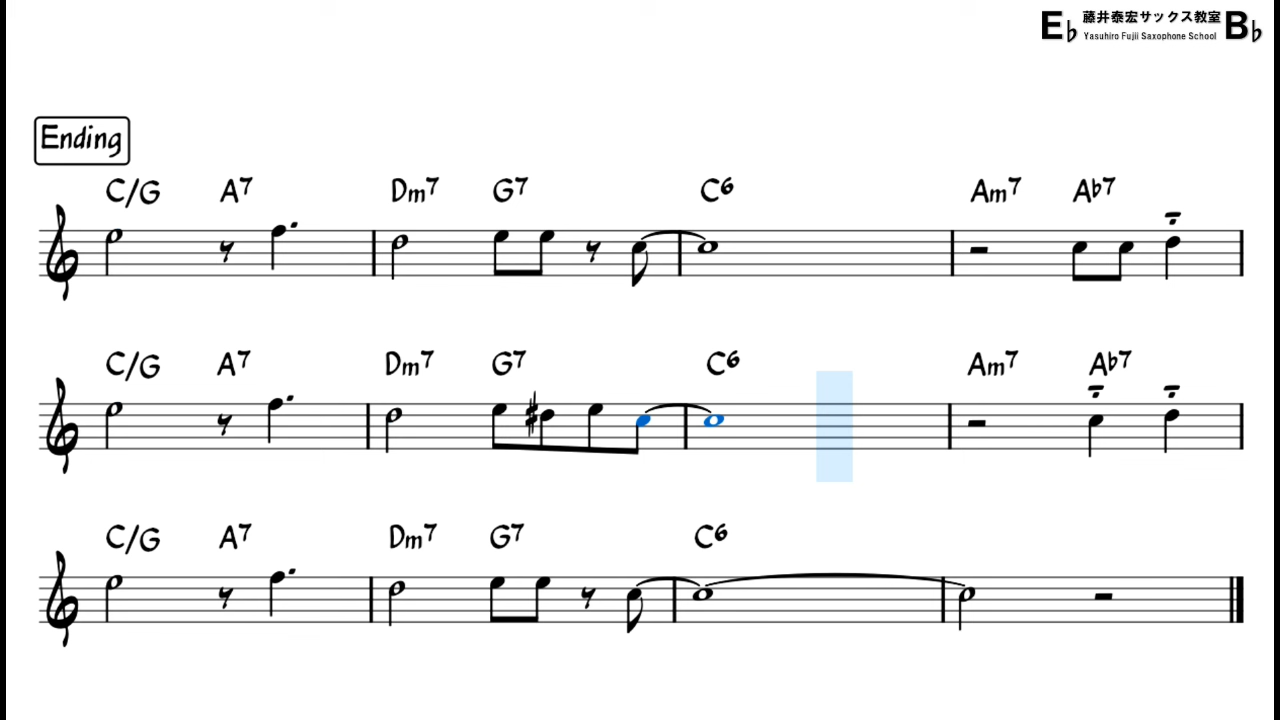 E♭ 藤井泰宏サックス教室 B♭
Yasuhiro Fujii Saxophone School
Ending
C/G A7 Dm7 G7 C6 Am7 A♭7
C/G A7 Dm7 G7 C6 Am7 A♭7
C/G A7 Dm7 G7 C6